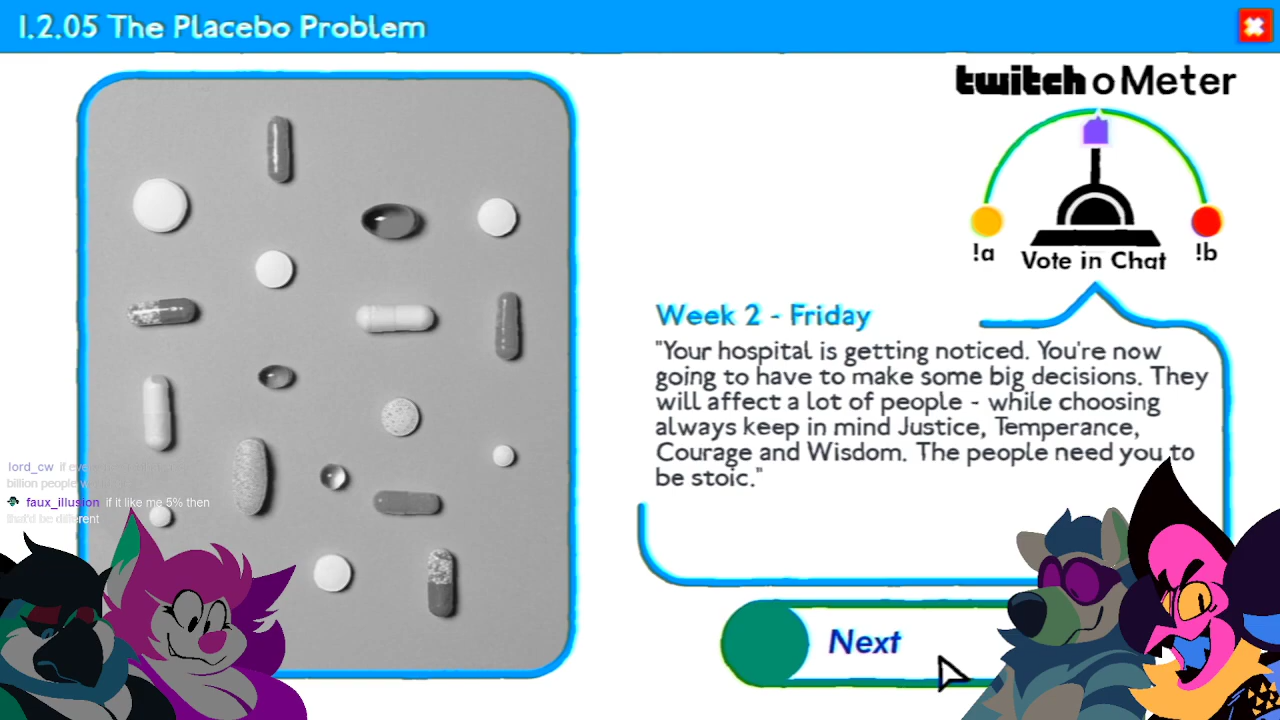 1.2.05 The Placebo Problem
twitch o Meter
!a
Vote in Chat
!b
Week 2 - Friday
"Your hospital is getting noticed. You're now
going to have to make some big decisions. They
will affect a lot of people - while choosing
always keep in mind Justice, Temperance,
Courage and Wisdom. The people need you to
be stoic."
lord_cw if
billion people
faux_illusion if it like me 5% then
that'd be different
Next